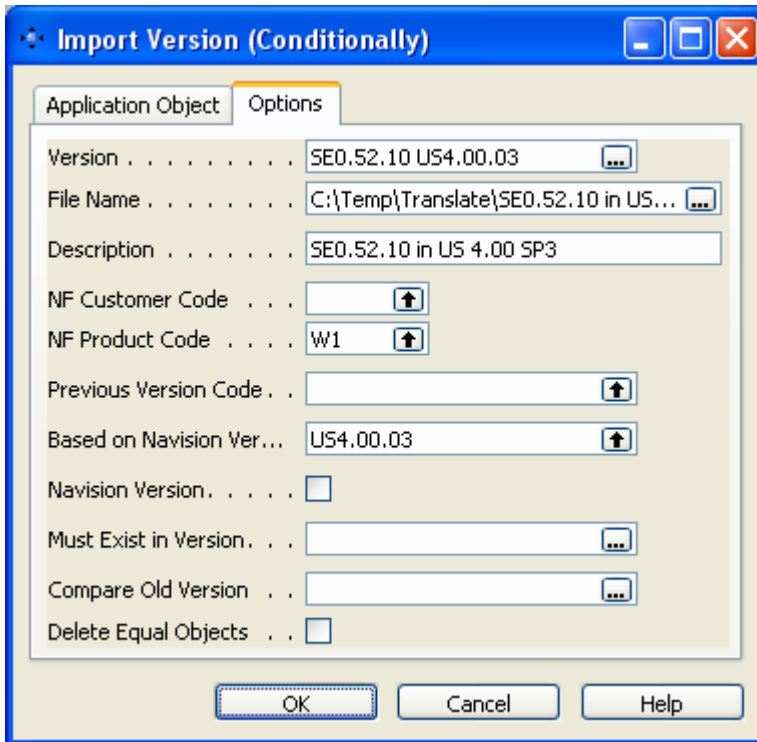 Import Version (Conditionally)
Application Object Options
Version . . . . . . . . . SE0.52.10 US4.00.03 ...
File Name . . . . . . . . C:\Temp\Translate\SE0.52.10 in US... ...
Description . . . . . . . SE0.52.10 in US 4.00 SP3
NF Customer Code . . .
NF Product Code . . . . W1
Previous Version Code . .
Based on Navision Ver... US4.00.03
Navision Version. . . . .
Must Exist in Version. . . ...
Compare Old Version . . ...
Delete Equal Objects . .
OK Cancel Help